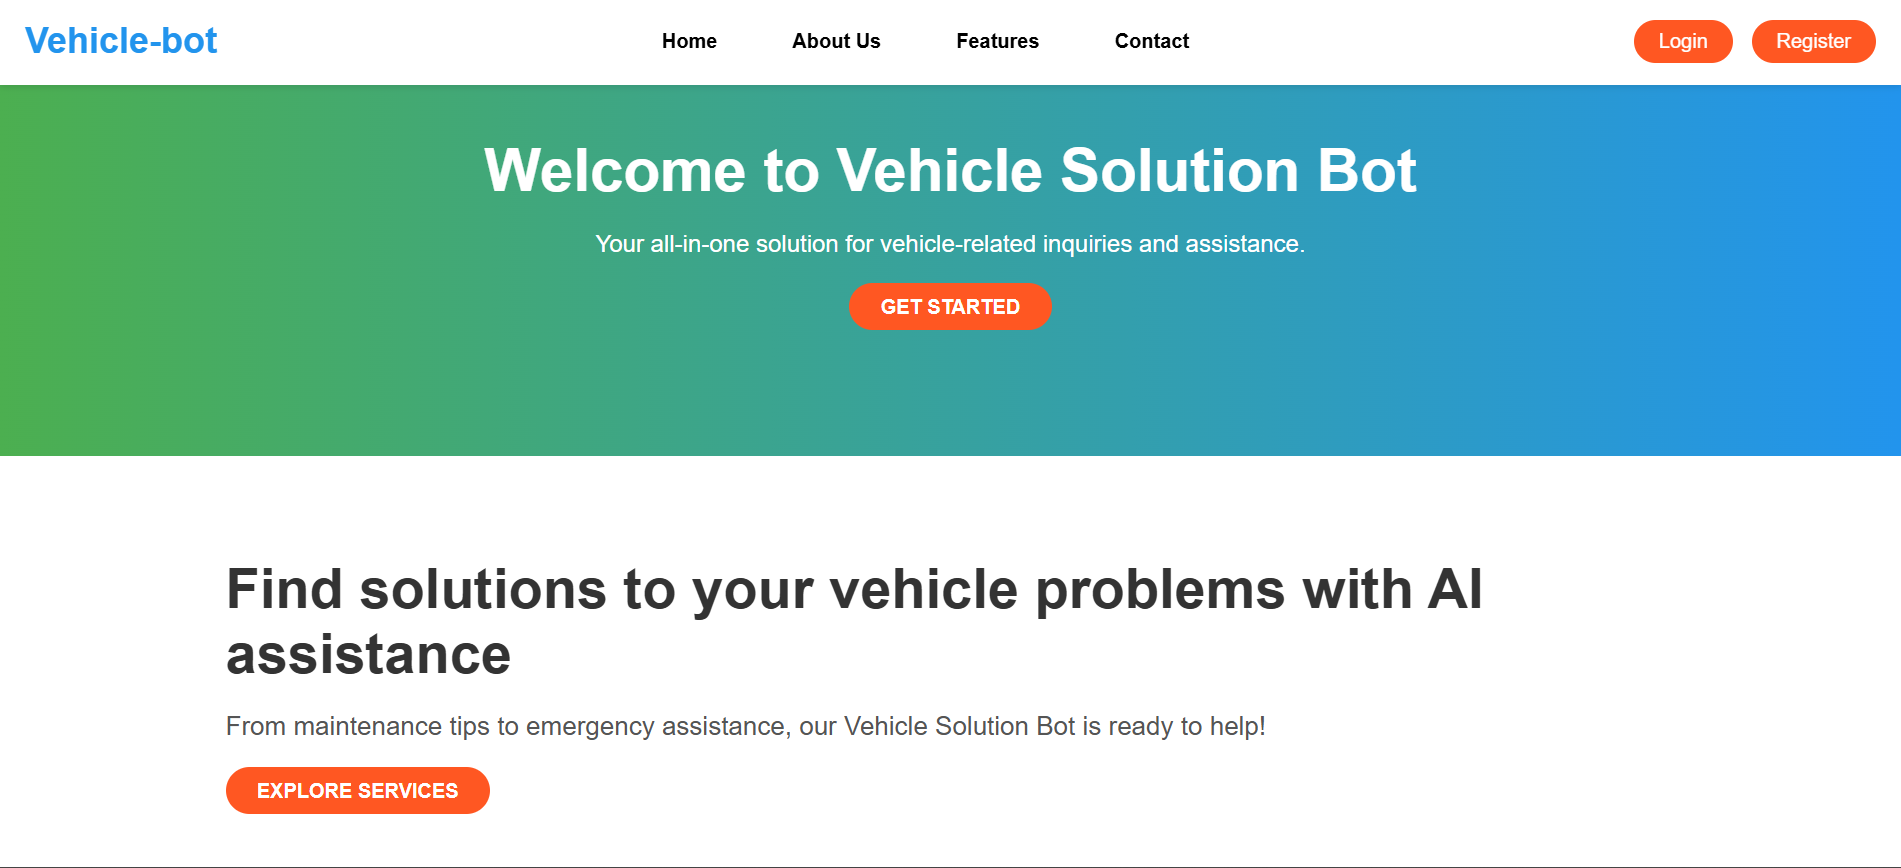 Vehicle-bot
Home
About Us
Features
Contact
Login
Register
Welcome to Vehicle Solution Bot
Your all-in-one solution for vehicle-related inquiries and assistance.
GET STARTED
Find solutions to your vehicle problems with AI
assistance
From maintenance tips to emergency assistance, our Vehicle Solution Bot is ready to help!
EXPLORE SERVICES